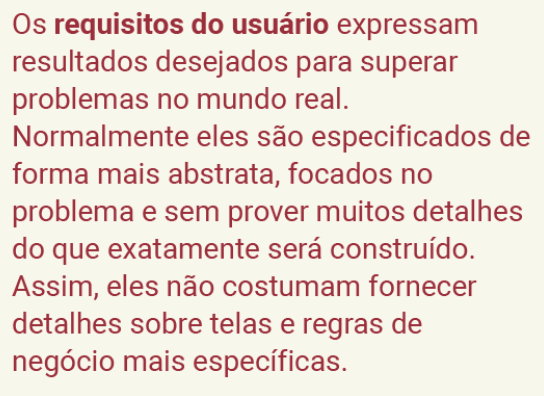 Os requisitos do usuário expressam
resultados desejados para superar
problemas no mundo real.
Normalmente eles são especificados de
forma mais abstrata, focados no
problema e sem prover muitos detalhes
do que exatamente será construído.
Assim, eles não costumam fornecer
detalhes sobre telas e regras de
negócio mais específicas.